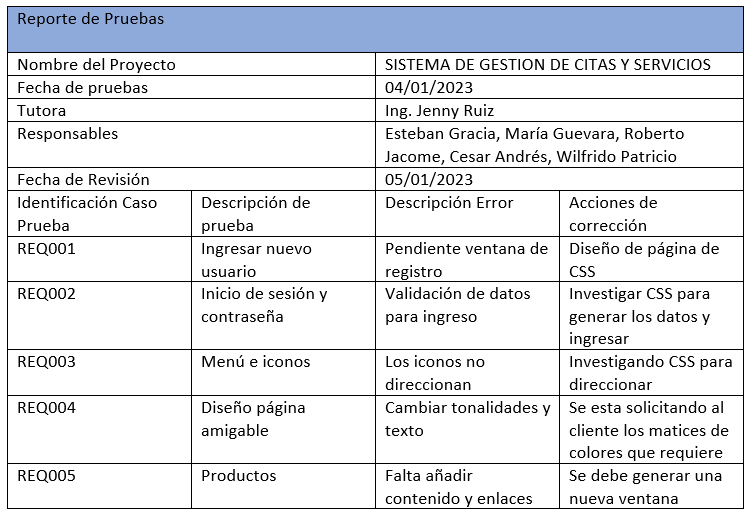 Reporte de Pruebas
Nombre del Proyecto SISTEMA DE GESTION DE CITAS Y SERVICIOS
Fecha de pruebas 04/01/2023
Tutora Ing. Jenny Ruiz
Responsables Esteban Gracia, María Guevara, Roberto
Jacome, Cesar Andrés, Wilfrido Patricio
Fecha de Revisión 05/01/2023
Identificación Caso Descripción de Descripción Error Acciones de
Prueba prueba corrección
REQ001 Ingresar nuevo Pendiente ventana de Diseño de página de
usuario registro CSS
REQ002 Inicio de sesión y Validación de datos Investigar CSS para
contraseña para ingreso generar los datos y
ingresar
REQ003 Menú e iconos Los iconos no Investigando CSS para
direccionan direccionar
REQ004 Diseño página Cambiar tonalidades y Se esta solicitando al
amigable texto cliente los matices de
colores que requiere
REQ005 Productos Falta añadir Se debe generar una
contenido y enlaces nueva ventana